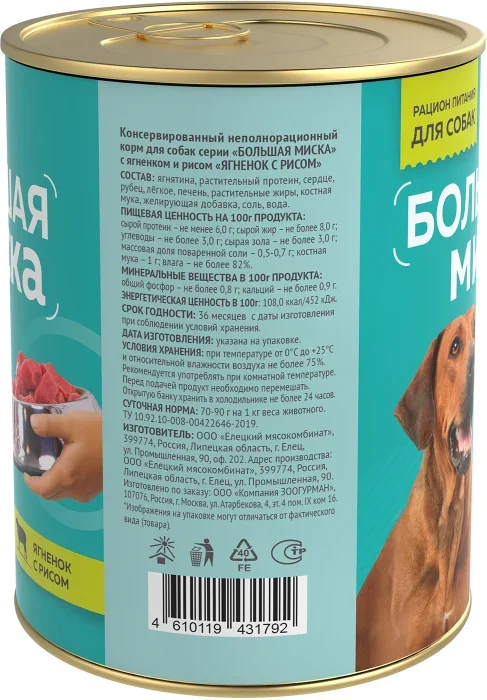 РАЦИОН ПИТАНИЯ
ДЛЯ СОБАК
Консервированный неполнорационный
корм для собак серии «БОЛЬШАЯ МИСКА»
с ягненком и рисом «ЯГНЕНОК С РИСОМ»
СОСТАВ: ягнятина, растительный протеин, сердце,
рубец, лёгкое, печень, растительные жиры, костная
мука, желирующая добавка, соль, вода.
ПИЩЕВАЯ ЦЕННОСТЬ НА 100г ПРОДУКТА:
сырой протеин – не менее 6,0 г; сырой жир – не более 8,0 г;
углеводы – не более 3,0 г; сырая зола – не более 3,0 г;
массовая доля поваренной соли – 0,5-0,7 г; костная
мука – 1 г; влага – не более 82%.
МИНЕРАЛЬНЫЕ ВЕЩЕСТВА В 100г ПРОДУКТА:
общий фосфор – не более 0,8 г; кальций – не более 0,9 г.
ЭНЕРГЕТИЧЕСКАЯ ЦЕННОСТЬ В 100г: 108,0 ккал/452 кДж.
СРОК ГОДНОСТИ: 36 месяцев с даты изготовления
при соблюдении условий хранения.
ДАТА ИЗГОТОВЛЕНИЯ: указана на упаковке.
УСЛОВИЯ ХРАНЕНИЯ: при температуре от 0°С до +25°С
и относительной влажности воздуха не более 75%.
Рекомендуется употреблять при комнатной температуре.
Перед подачей продукт необходимо перемешать.
Открытую банку хранить в холодильнике не более 24 часов.
СУТОЧНАЯ НОРМА: 70-90 г на 1 кг веса животного.
ТУ 10.92.10-008-00422646-2019.
ИЗГОТОВИТЕЛЬ: ООО «Елецкий мясокомбинат»,
399774, Россия, Липецкая область, г. Елец,
ул. Промышленная, 90, оф. 202. Адрес производства:
ООО «Елецкий мясокомбинат», 399774, Россия,
Липецкая область, г. Елец, ул. Промышленная, 90.
Изготовлено по заказу: ООО «Компания ЗООГУРМАН»,
107076, Россия, г. Москва, ул. Атарбекова, 4, эт. 4 пом. IX ком 16.
*Изображения на упаковке могут отличаться от фактического
вида (товара).
40
FE
СТР
4 610119 431792
ЯГНЕНОК
С РИСОМ
ШАЯ
ка
БОЛЬ
МИ